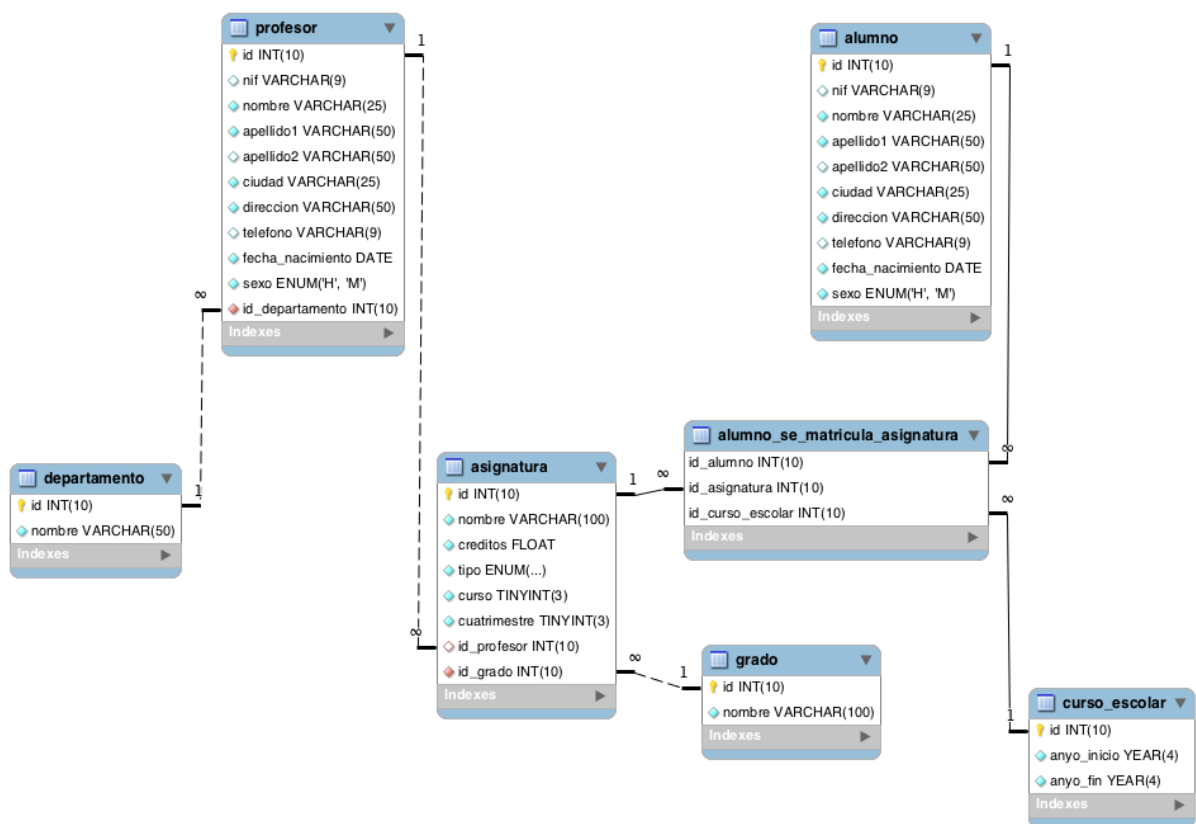 profesor
id INT(10)
nif VARCHAR(9)
nombre VARCHAR(25)
apellido1 VARCHAR(50)
apellido2 VARCHAR(50)
ciudad VARCHAR(25)
direccion VARCHAR(50)
telefono VARCHAR(9)
fecha_nacimiento DATE
sexo ENUM('H', 'M')
id_departamento INT(10)
Indexes
1
∞
alumno
id INT(10)
nif VARCHAR(9)
nombre VARCHAR(25)
apellido1 VARCHAR(50)
apellido2 VARCHAR(50)
ciudad VARCHAR(25)
direccion VARCHAR(50)
telefono VARCHAR(9)
fecha_nacimiento DATE
sexo ENUM('H', 'M')
Indexes
1
departamento
id INT(10)
nombre VARCHAR(50)
Indexes
1
asignatura
id INT(10)
nombre VARCHAR(100)
creditos FLOAT
tipo ENUM(...)
curso TINYINT(3)
cuatrimestre TINYINT(3)
id_profesor INT(10)
id_grado INT(10)
Indexes
∞
1
∞
∞
1
alumno_se_matricula_asignatura
id_alumno INT(10)
id_asignatura INT(10)
id_curso_escolar INT(10)
Indexes
∞
∞
grado
id INT(10)
nombre VARCHAR(100)
Indexes
1
curso_escolar
id INT(10)
anyo_inicio YEAR(4)
anyo_fin YEAR(4)
Indexes